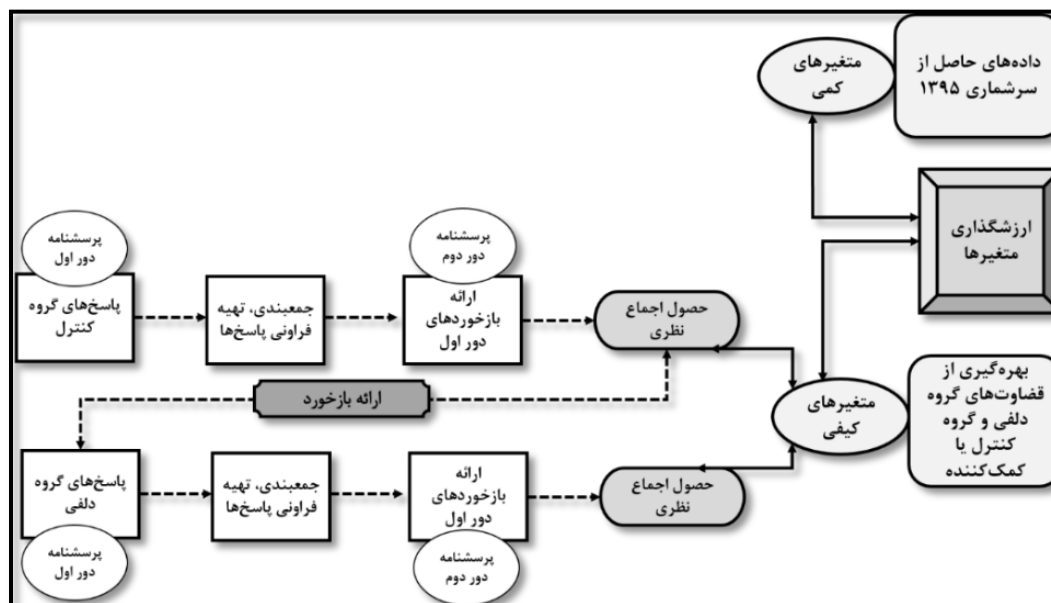 داده‌های حاصل از
سرشماری ۱۳۹۵
متغیرهای
کمی
ارزشگذاری
متغیرها
پرسشنامه
دور اول
پاسخ‌های گروه
کنترل
جمعبندی، تهیه
فراونی پاسخ‌ها
پرسشنامه
دور دوم
ارائه
بازخوردهای
دور اول
حصول اجماع
نظری
ارائه بازخورد
متغیرهای
کیفی
بهره‌گیری از
قضاوت‌های گروه
دلفی و گروه
کنترل یا
کمک‌کننده
پاسخ‌های گروه
دلفی
پرسشنامه
دور اول
جمعبندی، تهیه
فراونی پاسخ‌ها
ارائه
بازخوردهای
دور اول
پرسشنامه
دور دوم
حصول اجماع
نظری